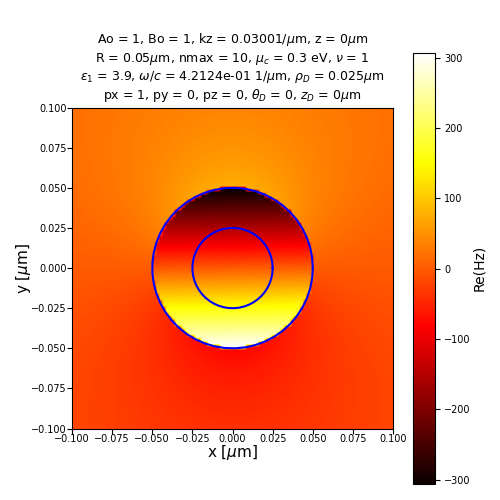 Ao = 1, Bo = 1, kz = 0.03001/μm, z = 0μm
R = 0.05μm, nmax = 10, μc = 0.3 eV, ν = 1
ε1 = 3.9, ω/c = 4.2124e-01 1/μm, ρD = 0.025μm
px = 1, py = 0, pz = 0, θD = 0, zD = 0μm
0.100
0.075
0.050
0.025
0.000
−0.025
−0.050
−0.075
−0.100
y [μm]
−0.100 −0.075 −0.050 −0.025 0.000 0.025 0.050 0.075 0.100
x [μm]
300
200
100
0
−100
−200
−300
Re(Hz)